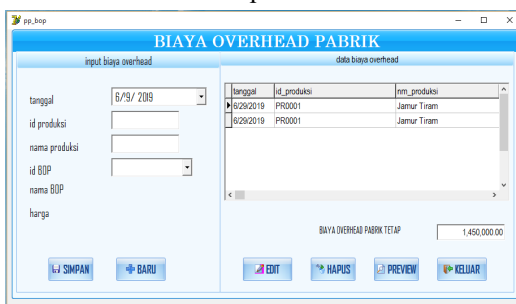 pp_bop
BIAYA OVERHEAD PABRIK
input biaya overhead
tanggal
6/?9/ 2019
id produksi
nama produksi
id BOP
nama BOP
harga
SIMPAN
BARU
data biaya overhead
tanggal id_produksi nm_produksi
6/29/2019 PR0001 Jamur Tiram
6/29/2019 PR0001 Jamur Tiram
BIAYA OVERHEAD PABRIK TETAP 1,450,000.00
EDIT
HAPUS
PREVIEW
KELUAR